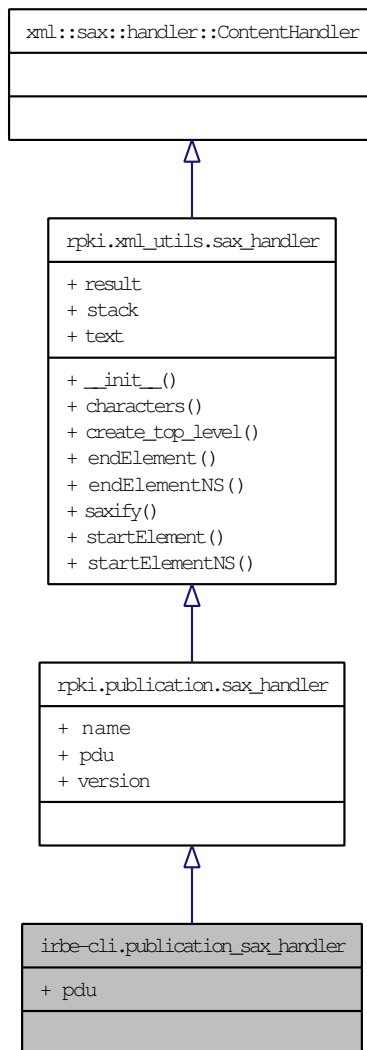 xml::sax::handler::ContentHandler
rpki.xml_utils.sax_handler
+ result
+ stack
+ text
+ __init__()
+ characters()
+ create_top_level()
+ endElement()
+ endElementNS()
+ saxify()
+ startElement()
+ startElementNS()
rpki.publication.sax_handler
+ name
+ pdu
+ version
irbe-cli.publication_sax_handler
+ pdu